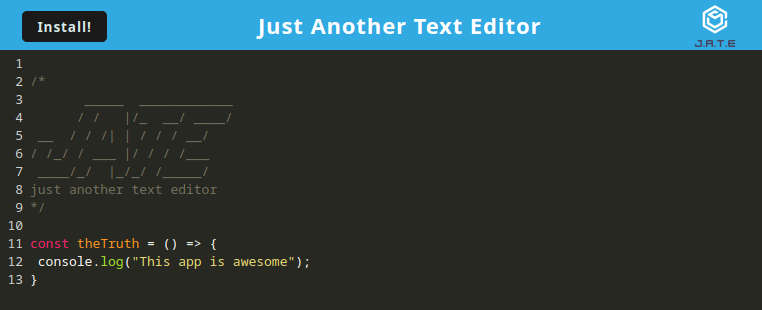 Install!
Just Another Text Editor
J.A.T.E
1
2 /*
3        _____  ____________
4       / /   |/_  __/ ____/
5  __  / / /| | / / / __/
6 / /_/ / ___ |/ / / /___
7  ____/_/  |_/_/ /_____/
8 just another text editor
9 */
10
11 const theTruth = () => {
12  console.log("This app is awesome");
13 }